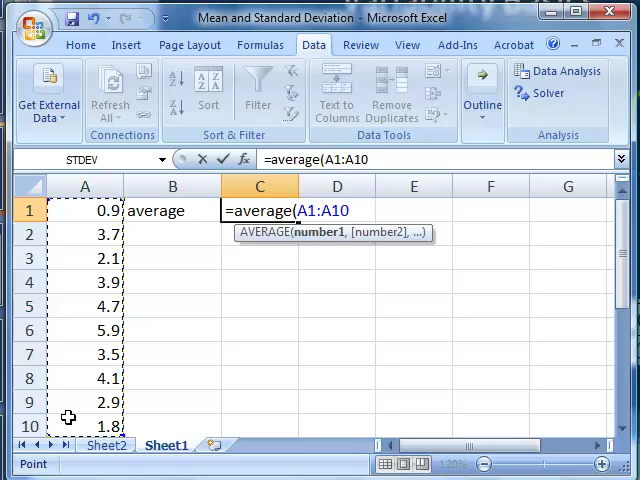 Mean and Standard Deviation - Microsoft Excel
Home Insert Page Layout Formulas Data Review View Add-Ins Acrobat
Get External Data
Refresh All
Connections
Sort
Filter
Sort & Filter
Text to Columns
Remove Duplicates
Data Tools
Outline
Data Analysis
Solver
Analysis
STDEV =average(A1:A10
A B C D E F G
1 0.9 average =average(A1:A10
AVERAGE(number1, [number2], ...)
2 3.7
3 2.1
4 3.9
5 4.7
6 5.9
7 3.5
8 4.1
9 2.9
10 1.8
Sheet2 Sheet1
Point 120%